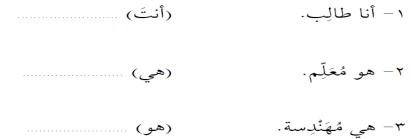 ١- أنا طالِب. (أنتَ) ........................
٢- هو مُعَلِّم. (هي) ........................
٣- هي مُهَنْدِسة. (هو) ........................